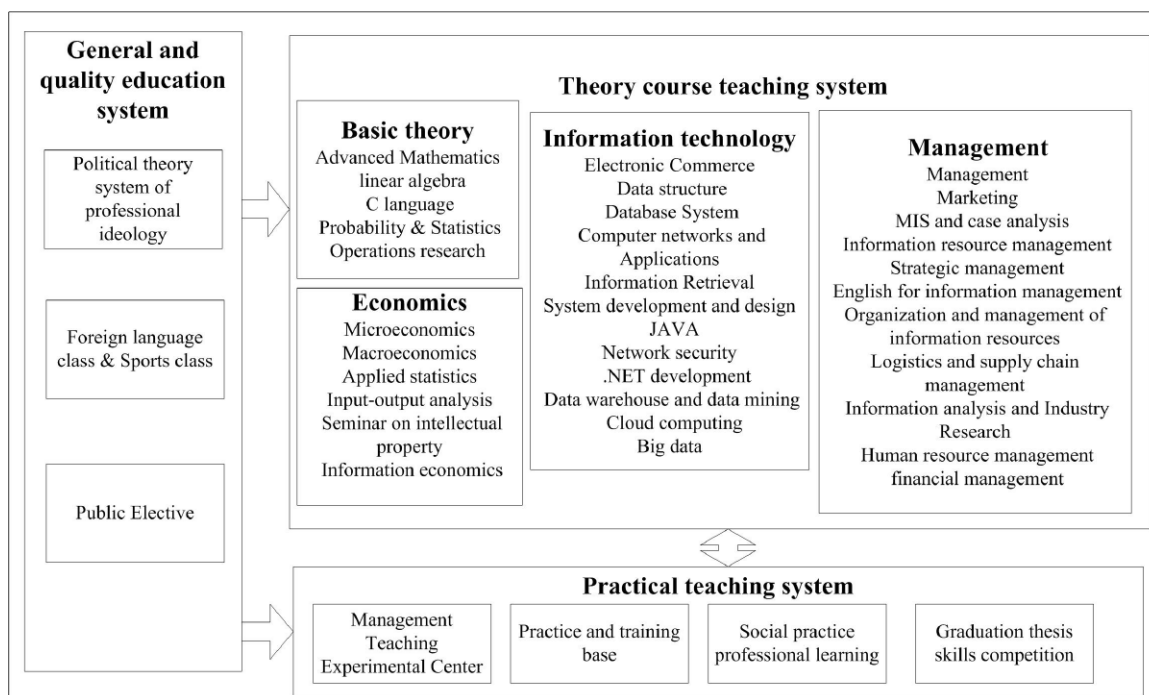 General and
quality education
system
Political theory
system of
professional
ideology
Foreign language
class & Sports class
Public Elective
Theory course teaching system
Basic theory
Advanced Mathematics
linear algebra
C language
Probability & Statistics
Operations research
Economics
Microeconomics
Macroeconomics
Applied statistics
Input-output analysis
Seminar on intellectual
property
Information economics
Information technology
Electronic Commerce
Data structure
Database System
Computer networks and
Applications
Information Retrieval
System development and design
JAVA
Network security
.NET development
Data warehouse and data mining
Cloud computing
Big data
Management
Management
Marketing
MIS and case analysis
Information resource management
Strategic management
English for information management
Organization and management of
information resources
Logistics and supply chain
management
Information analysis and Industry
Research
Human resource management
financial management
Practical teaching system
Management
Teaching
Experimental Center
Practice and training
base
Social practice
professional learning
Graduation thesis
skills competition